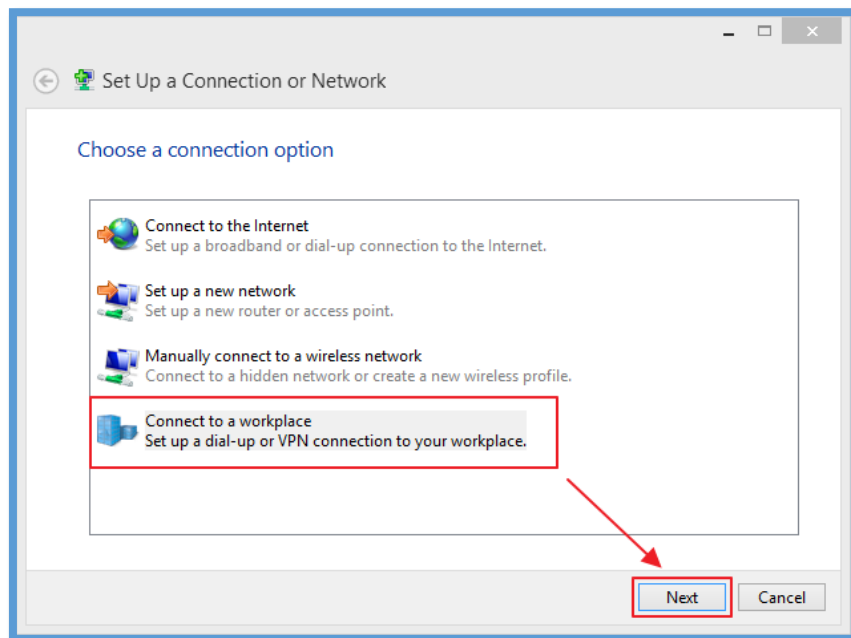 Set Up a Connection or Network
Choose a connection option
Connect to the Internet
Set up a broadband or dial-up connection to the Internet.
Set up a new network
Set up a new router or access point.
Manually connect to a wireless network
Connect to a hidden network or create a new wireless profile.
Connect to a workplace
Set up a dial-up or VPN connection to your workplace.
Next Cancel